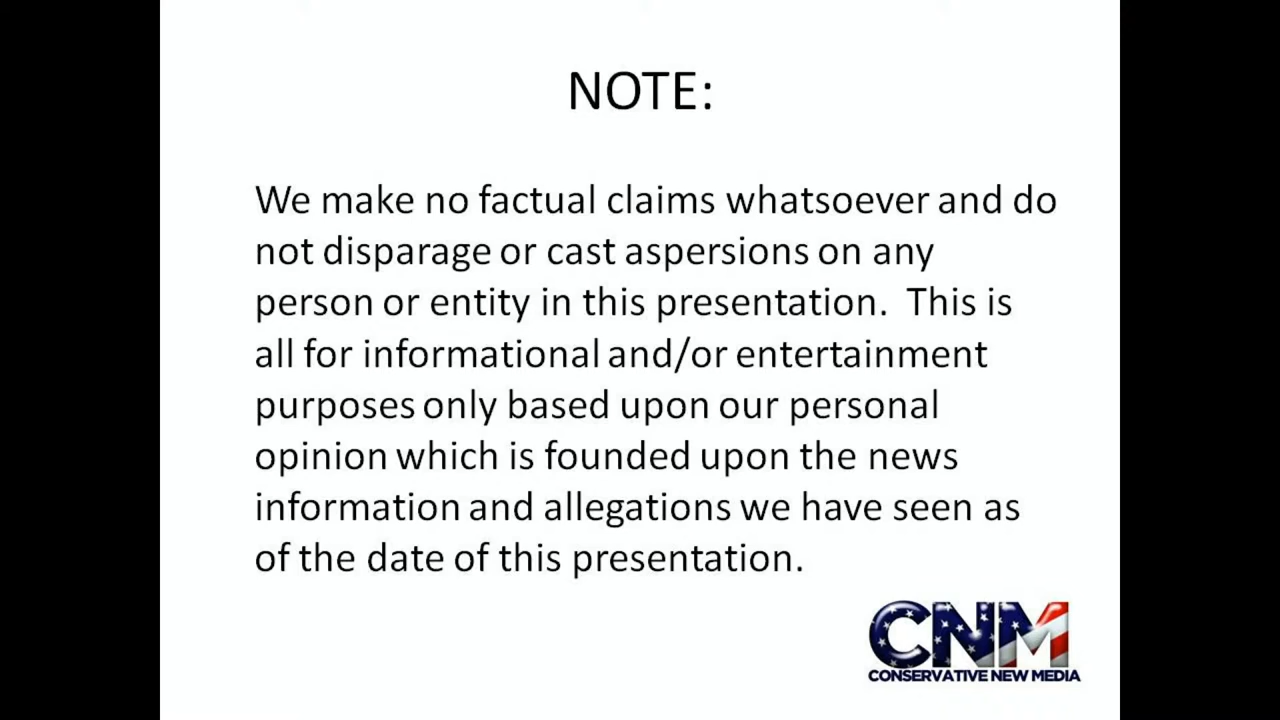 NOTE:
We make no factual claims whatsoever and do
not disparage or cast aspersions on any
person or entity in this presentation.  This is
all for informational and/or entertainment
purposes only based upon our personal
opinion which is founded upon the news
information and allegations we have seen as
of the date of this presentation.
CNM
CONSERVATIVE NEW MEDIA